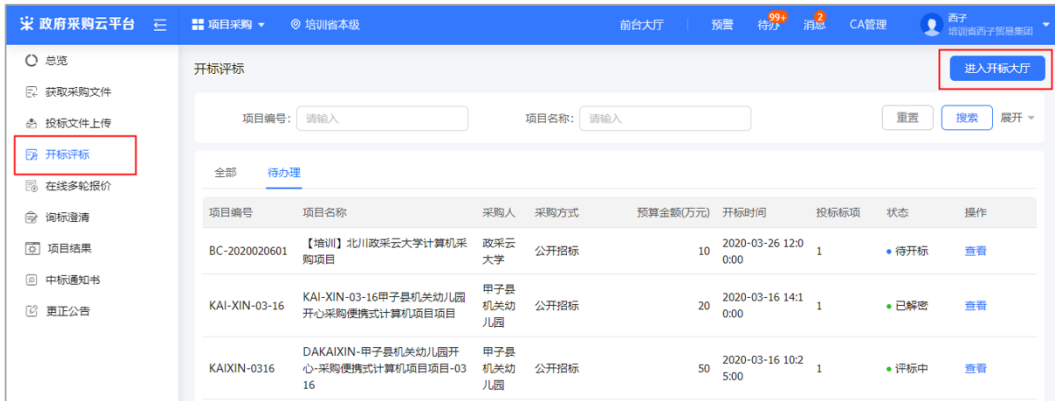 政府采购云平台 项目采购 培训省本级 前台大厅 预警 待办 99+ 消息 2 CA管理 西子
培训省西子贸易集团
总览
获取采购文件
投标文件上传
开标评标
在线多轮报价
询标澄清
项目结果
中标通知书
更正公告
开标评标 进入开标大厅
项目编号: 请输入 项目名称: 请输入 重置 搜索 展开
全部 待办理
项目编号 项目名称 采购人 采购方式 预算金额(万元) 开标时间 投标标项 状态 操作
BC-2020020601 【培训】北川政采云大学计算机采 政采云 公开招标 10 2020-03-26 12:0 1 待开标 查看
购项目 大学 0:00
KAI-XIN-03-16 KAI-XIN-03-16甲子县机关幼儿园 甲子县 公开招标 20 2020-03-16 14:1 1 已解密 查看
开心采购便携式计算机项目项目 机关幼 0:00
儿园
KAIXIN-0316 DAKAIXIN-甲子县机关幼儿园开 甲子县 公开招标 50 2020-03-16 10:2 1 评标中 查看
心-采购便携式计算机项目项目-03 机关幼 5:00
16 儿园